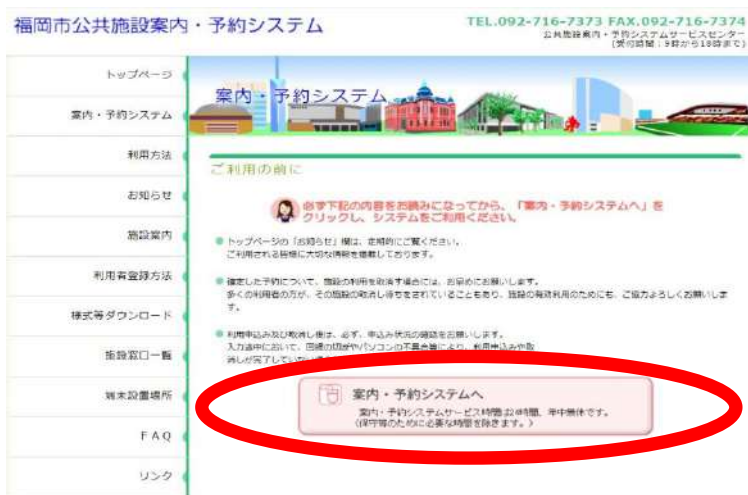 福岡市公共施設案内・予約システム
TEL.092-716-7373 FAX.092-716-7374
公共施設案内・予約システムサービスセンター
(受付時間:9時から18時まで)
トップページ
案内・予約システム
利用方法
お知らせ
施設案内
利用者登録方法
様式等ダウンロード
施設窓口一覧
端末設置場所
FAQ
リンク
案内・予約システム
ご利用の前に
必ず下記の内容をお読みになってから、「案内・予約システムへ」を
クリックし、システムをご利用ください。
トップページの「お知らせ」欄は、定期的にご覧ください。
ご利用される皆様に大切な情報を掲載しております。
確定した予約について、施設の利用を取消す場合には、お早めにお願いします。
多くの利用者の方が、その施設の取消し待ちをされていることもあり、施設の有効利用のためにも、ご協力よろしくお願いしま
す。
利用申込み及び取消し後は、必ず、申込み状況の確認をお願いします。
入力途中において、回線の切断やパソコンの不具合等により、利用申込みや取
消しが完了していない
案内・予約システムへ
案内・予約システムサービス時間は24時間、年中無休です。
(保守等のために必要な時間を除きます。)